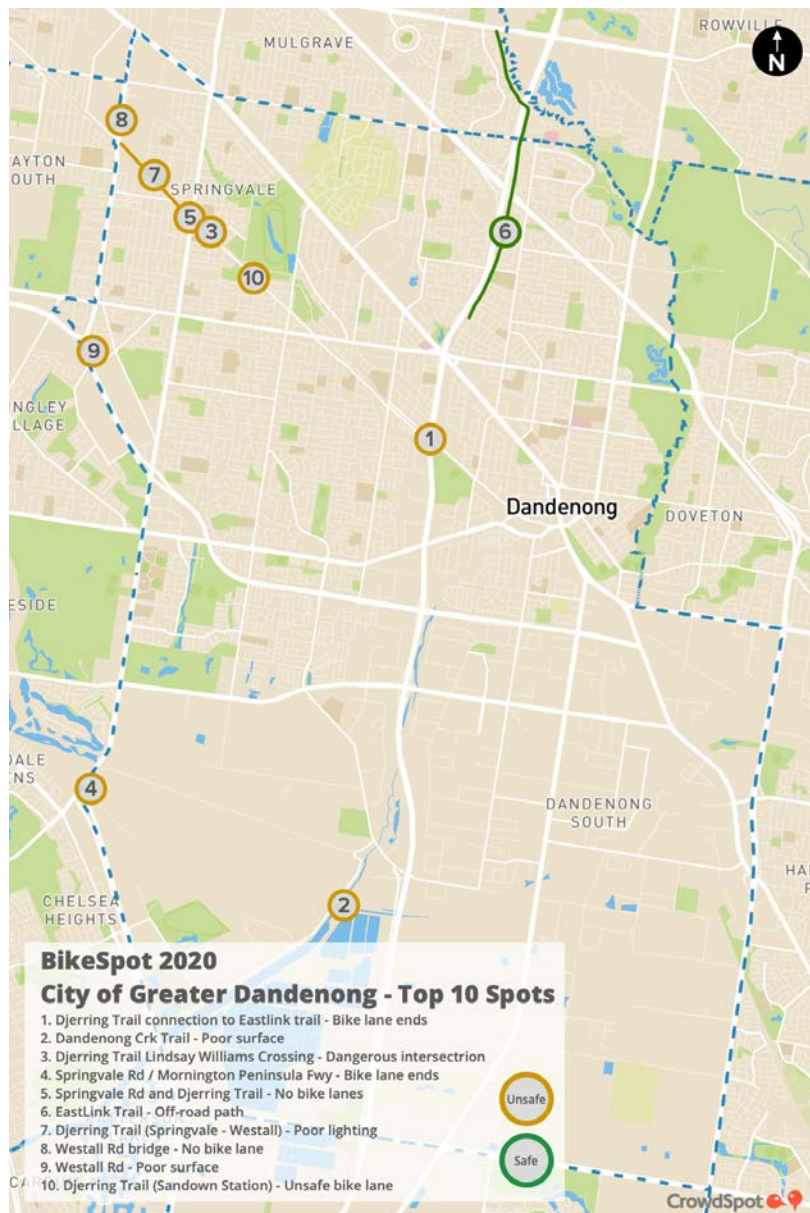 MULGRAVE
ROWVILLE
N
8
AYTON
OUTH
7
SPRINGVALE
5
3
6
10
9
NGLEY
LLAGE
1
Dandenong
DOVETON
ESIDE
DALE
ENS
4
DANDENONG
SOUTH
HA
CHELSEA
HEIGHTS
2
BikeSpot 2020
City of Greater Dandenong - Top 10 Spots
1. Djerring Trail connection to Eastlink trail - Bike lane ends
2. Dandenong Crk Trail - Poor surface
3. Djerring Trail Lindsay Williams Crossing - Dangerous intersectrion
4. Springvale Rd / Mornington Peninsula Fwy - Bike lane ends
5. Springvale Rd and Djerring Trail - No bike lanes
6. EastLink Trail - Off-road path
7. Djerring Trail (Springvale - Westall) - Poor lighting
8. Westall Rd bridge - No bike lane
9. Westall Rd - Poor surface
10. Djerring Trail (Sandown Station) - Unsafe bike lane
Unsafe
Safe
CrowdSpot